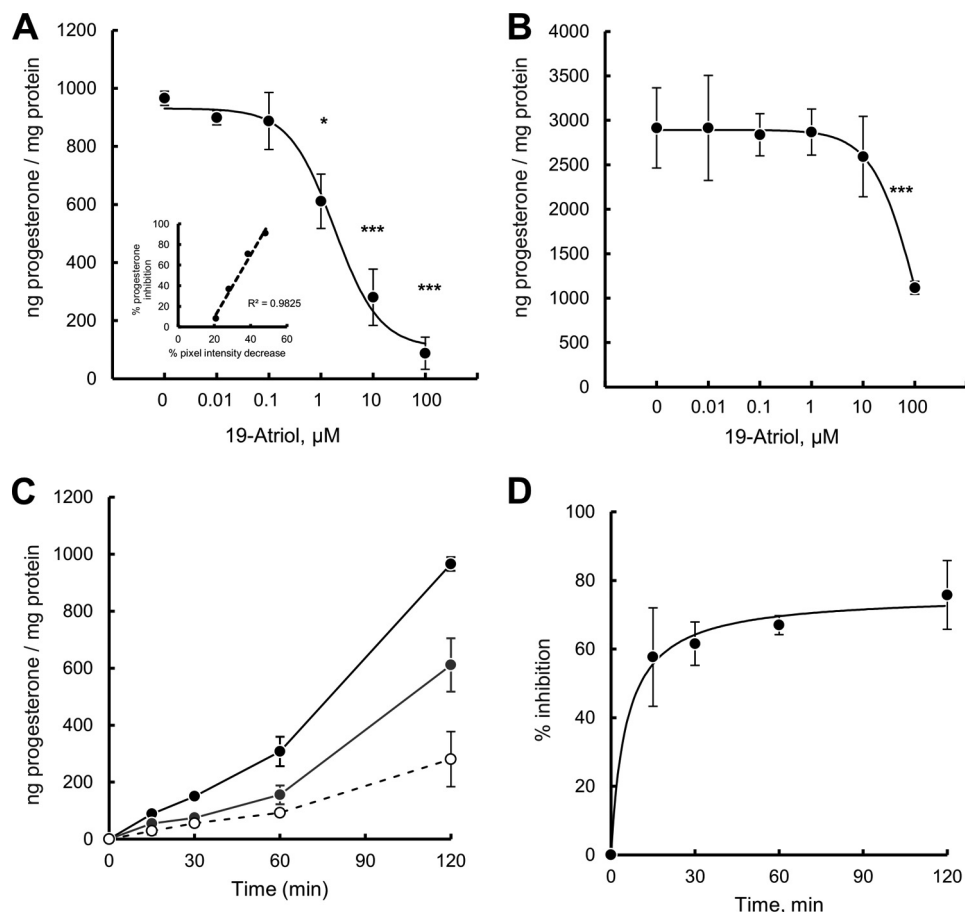 A
ng progesterone / mg protein
1200
1000
800
600
400
200
0
*
***
***
% progesterone
inhibition
100
80
60
40
20
0
R² = 0.9825
0 20 40 60
% pixel intensity decrease
0 0.01 0.1 1 10 100
19-Atriol, µM
B
ng progesterone / mg protein
4000
3500
3000
2500
2000
1500
1000
500
0
***
0 0.01 0.1 1 10 100
19-Atriol, µM
C
ng progesterone / mg protein
1200
1000
800
600
400
200
0
0 30 60 90 120
Time (min)
D
% inhibition
100
80
60
40
20
0
0 30 60 90 120
Time, min